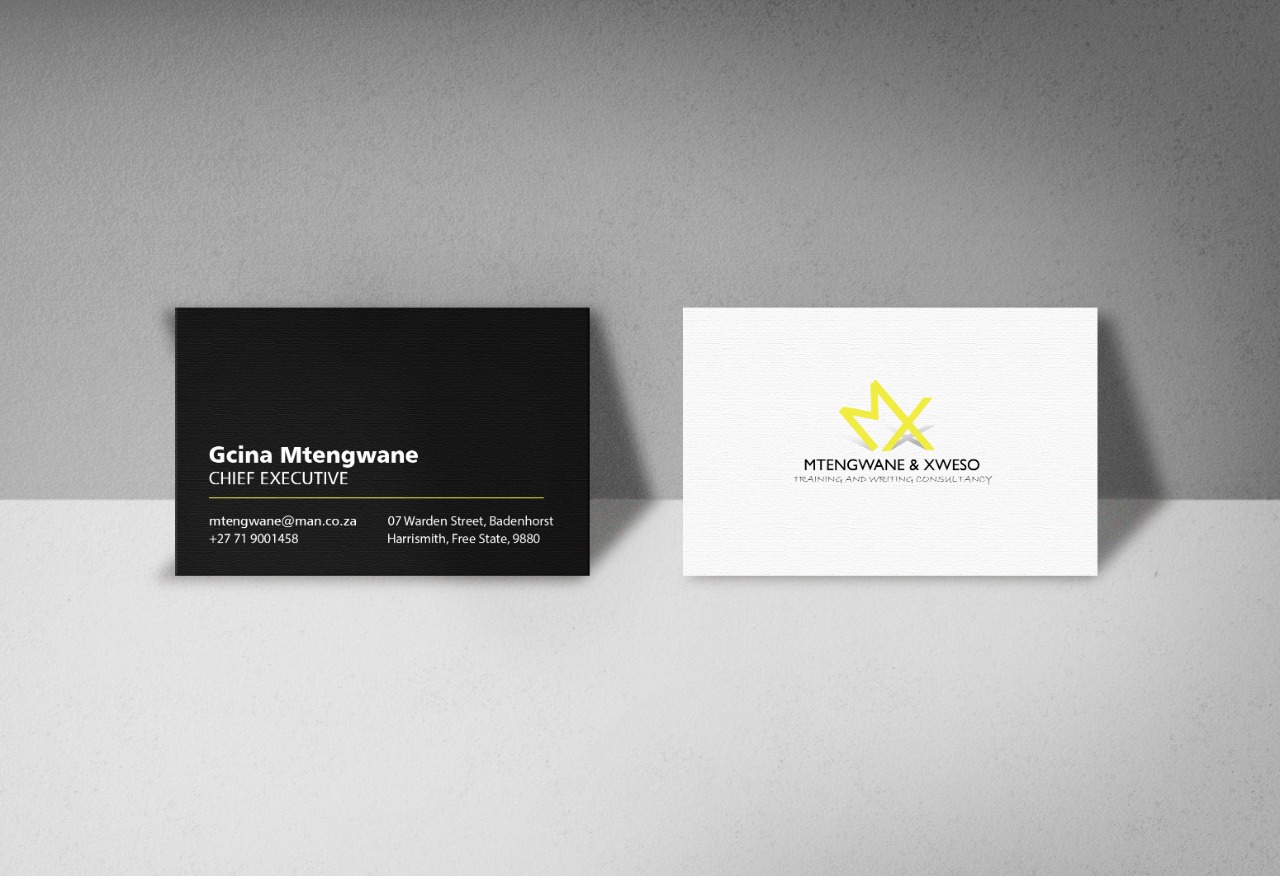 Gcina Mtengwane
CHIEF EXECUTIVE
mtengwane@man.co.za
+27 71 9001458
07 Warden Street, Badenhorst
Harrismith, Free State, 9880
MX
MTENGWANE & XWESO
TRAINING AND WRITING CONSULTANCY